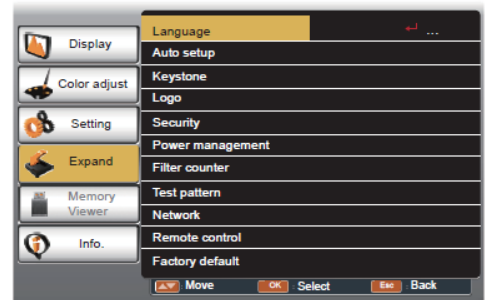 Display
Color adjust
Setting
Expand
Memory
Viewer
Info.
Language ...
Auto setup
Keystone
Logo
Security
Power management
Filter counter
Test pattern
Network
Remote control
Factory default
Move OK Select Esc Back